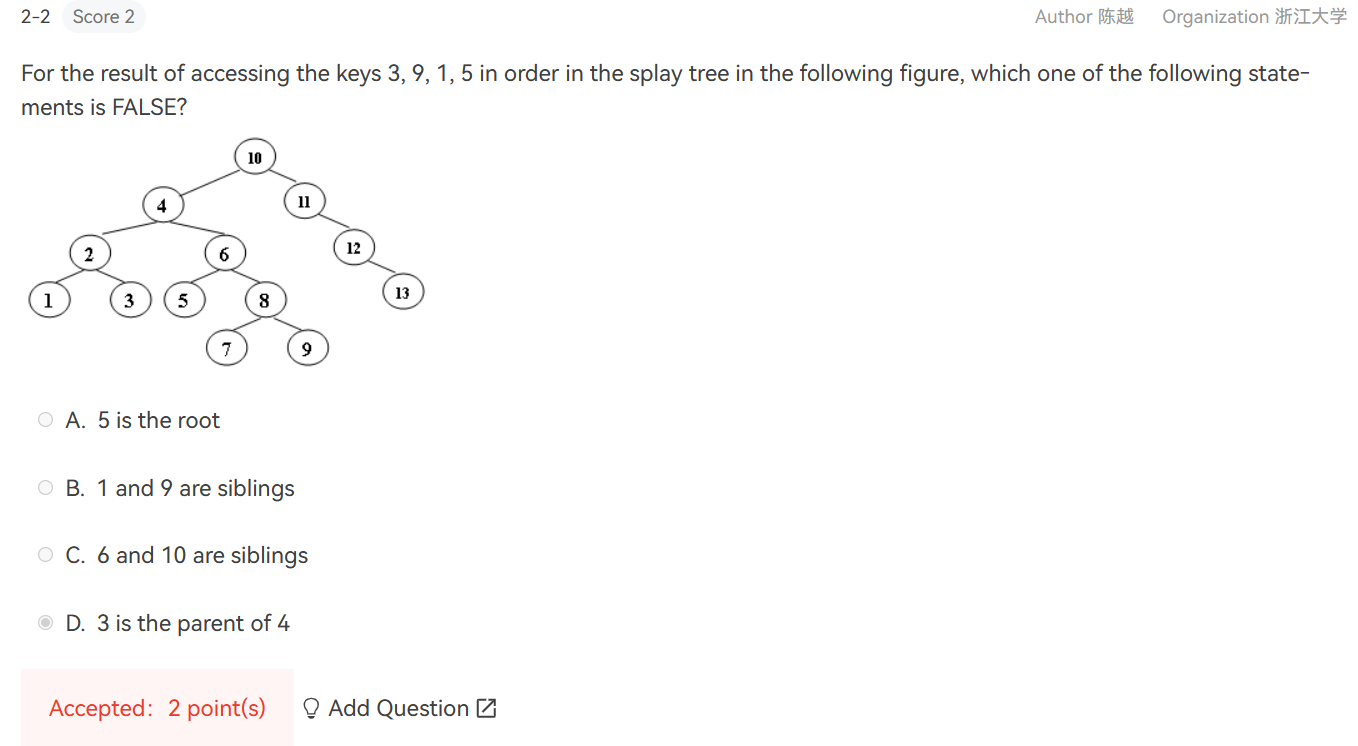 2-2 Score 2 Author 陈越 Organization 浙江大学
For the result of accessing the keys 3, 9, 1, 5 in order in the splay tree in the following figure, which one of the following state-
ments is FALSE?
10
4 11
2 6 12
1 3 5 8 13
7 9
A. 5 is the root
B. 1 and 9 are siblings
C. 6 and 10 are siblings
D. 3 is the parent of 4
Accepted: 2 point(s) Add Question